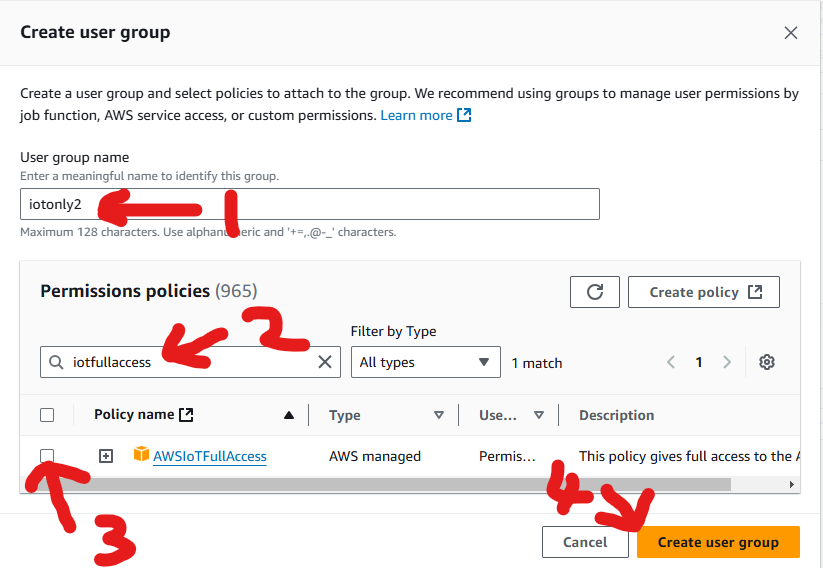 Create user group
Create a user group and select policies to attach to the group. We recommend using groups to manage user permissions by
job function, AWS service access, or custom permissions. Learn more
User group name
Enter a meaningful name to identify this group.
iotonly2
1
Maximum 128 characters. Use alphanumeric and '+=,.@-_' characters.
Permissions policies (965)
Create policy
2
Filter by Type
iotfullaccess
All types
1 match
1
Policy name
Type
Use...
Description
AWSIoTFullAccess
AWS managed
Permis...
This policy gives full access to the A
3
4
Cancel
Create user group